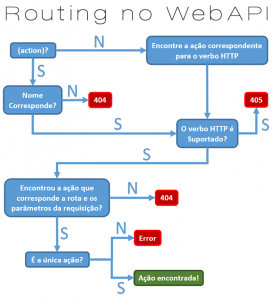 Routing no WebAPI
{action}?
N
Encontre a ação correspondente
para o verbo HTTP
S
Nome
Corresponde?
N
404
405
S
O verbo HTTP é
Suportado?
S
S
Encontrou a ação que
corresponde a rota e os
parâmetros da requisição?
N
404
S
N
Error
É a única ação?
S
Ação encontrada!